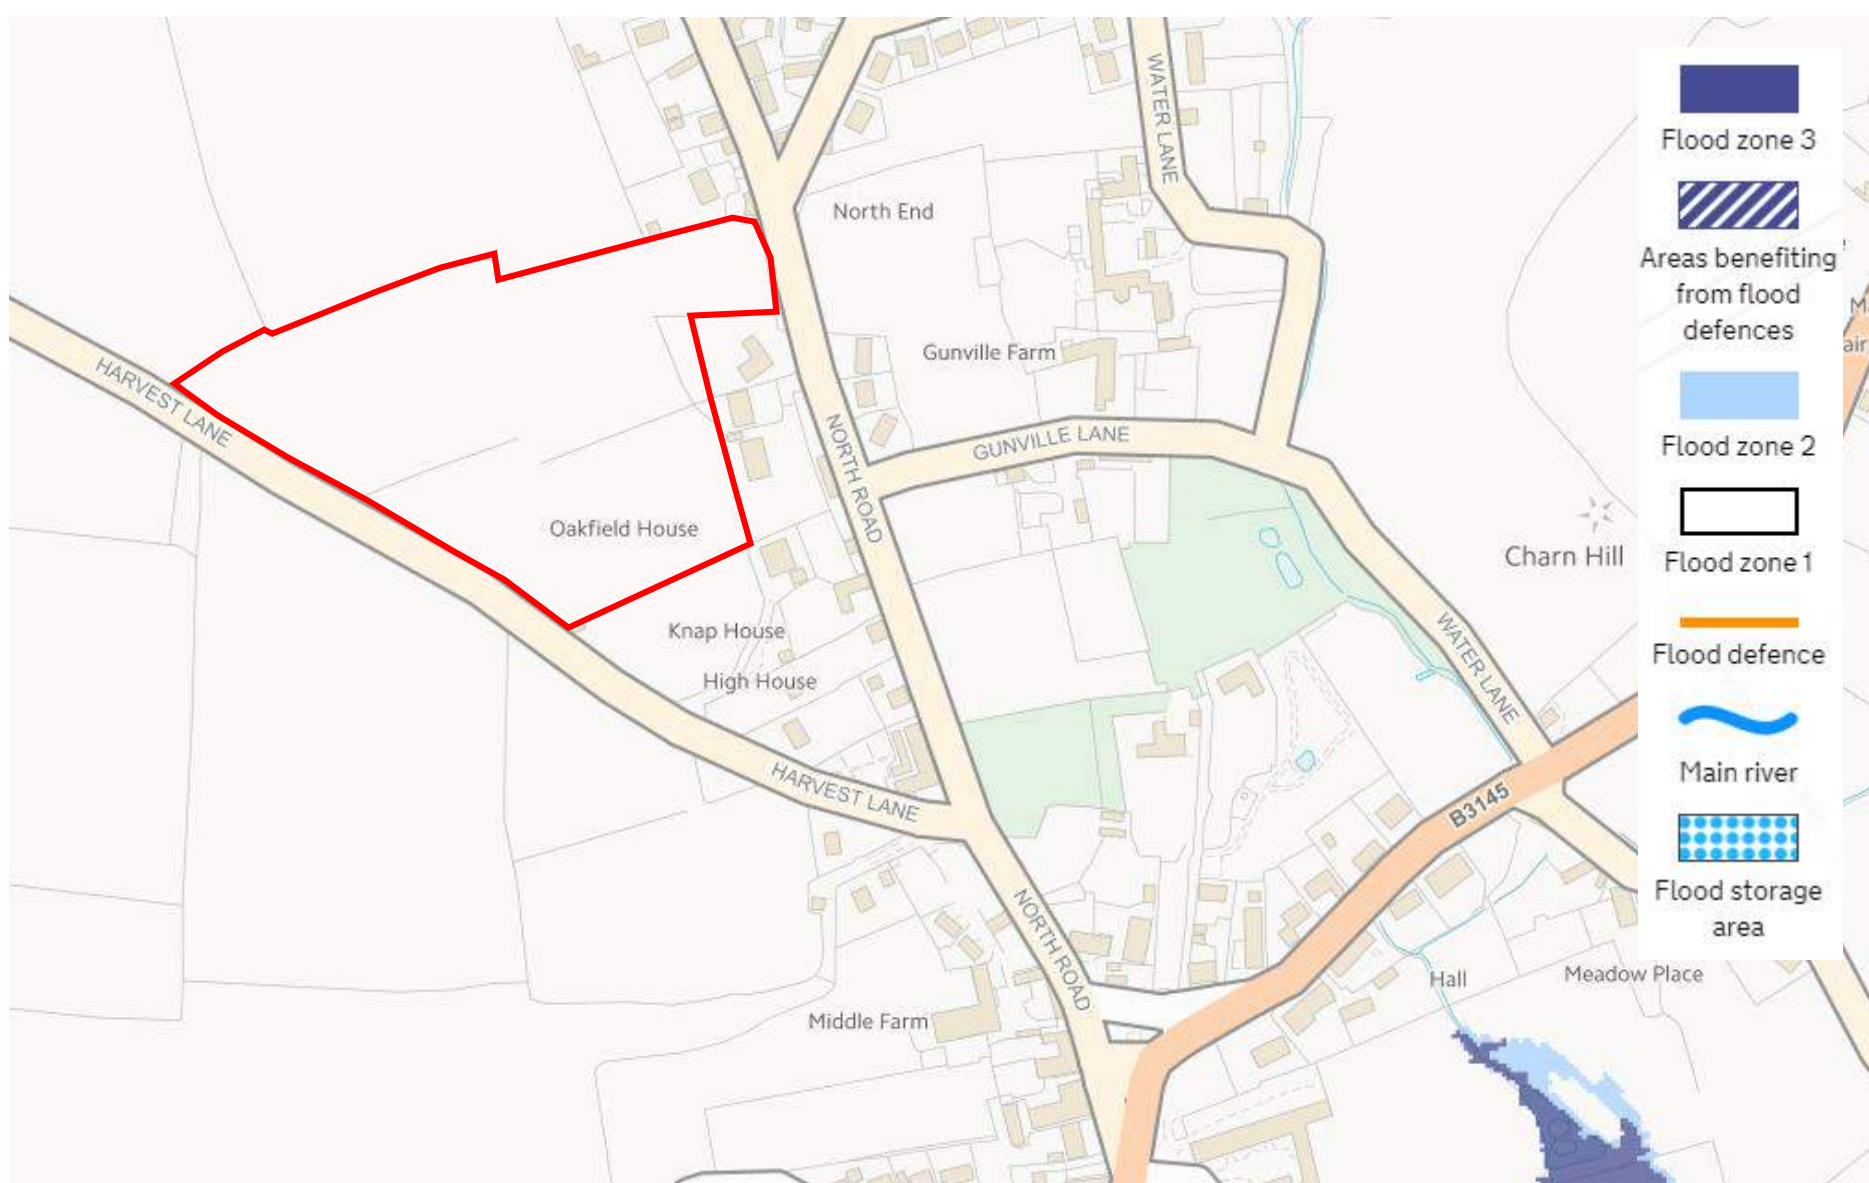 WATER LANE
North End
HARVEST LANE
Gunville Farm
NORTH ROAD
GUNVILLE LANE
Oakfield House
Charn Hill
Knap House
High House
WATER LANE
HARVEST LANE
B3145
NORTH ROAD
Hall
Meadow Place
Middle Farm
Flood zone 3
Areas benefiting
from flood
defences
Flood zone 2
Flood zone 1
Flood defence
Main river
Flood storage
area